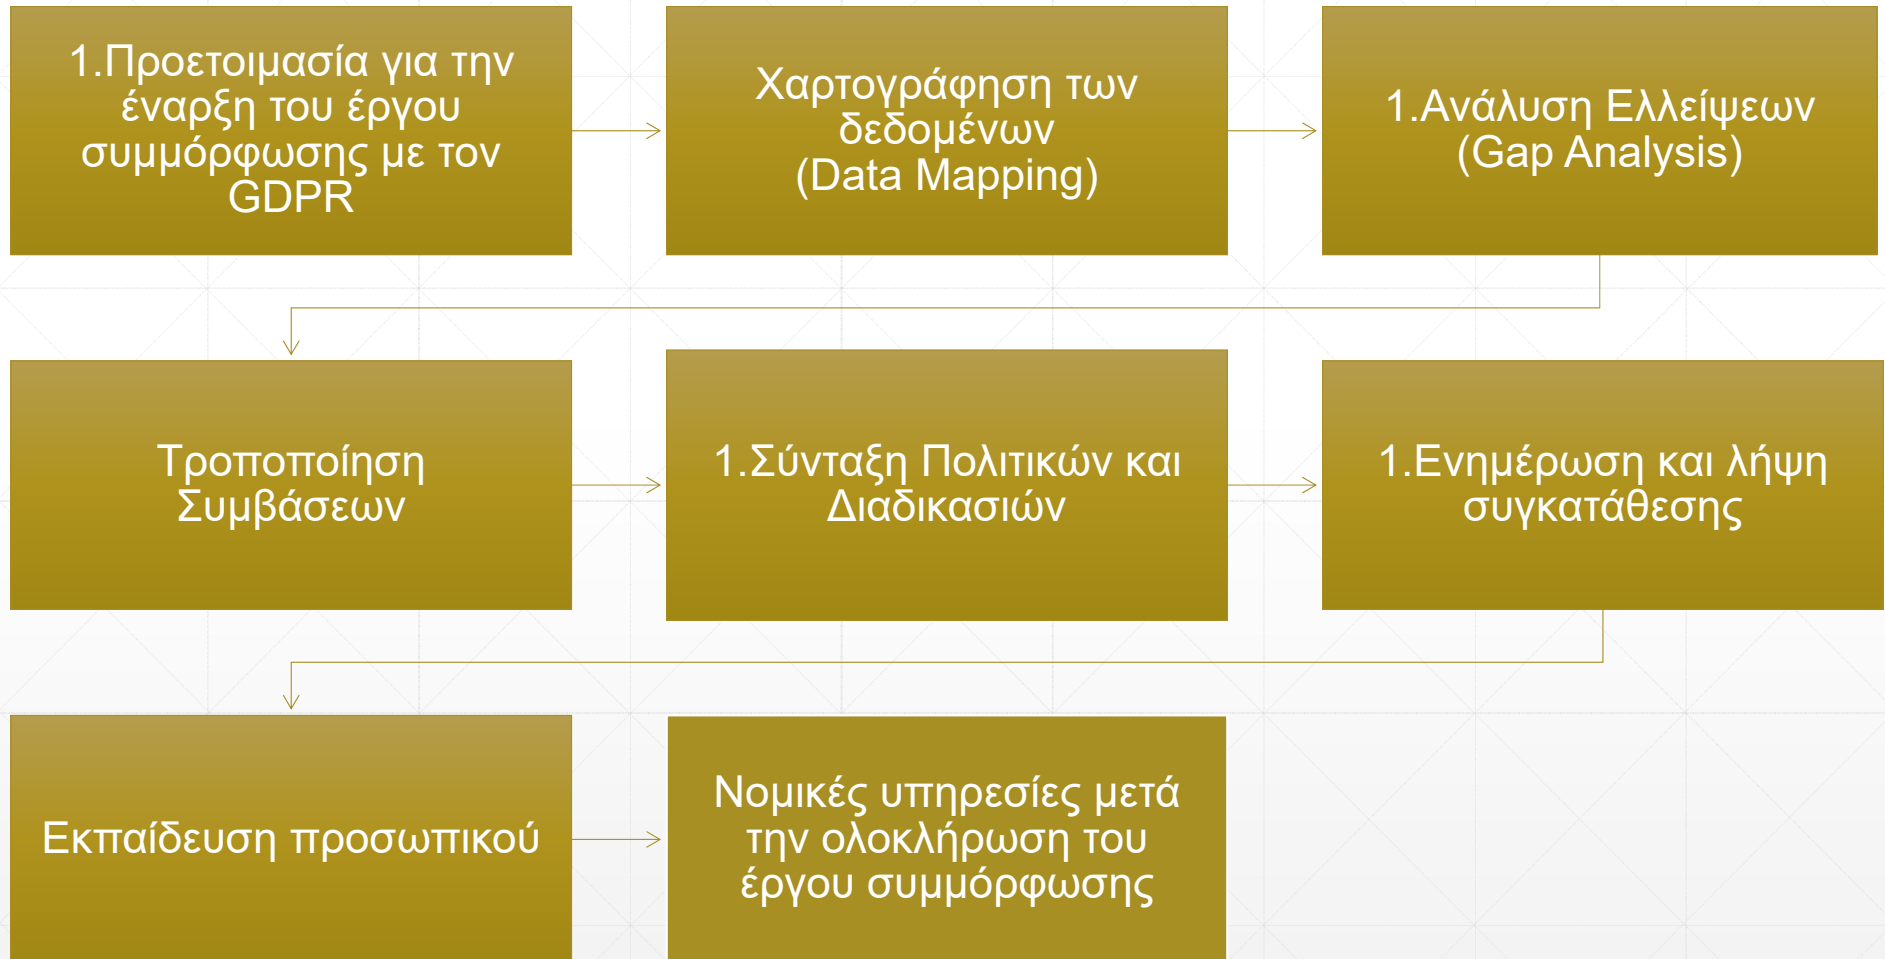 1.Προετοιμασία για την
έναρξη του έργου
συμμόρφωσης με τον
GDPR
Χαρτογράφηση των
δεδομένων
(Data Mapping)
1.Ανάλυση Ελλείψεων
(Gap Analysis)
Τροποποίηση
Συμβάσεων
1.Σύνταξη Πολιτικών και
Διαδικασιών
1.Ενημέρωση και λήψη
συγκατάθεσης
Εκπαίδευση προσωπικού
Νομικές υπηρεσίες μετά
την ολοκλήρωση του
έργου συμμόρφωσης